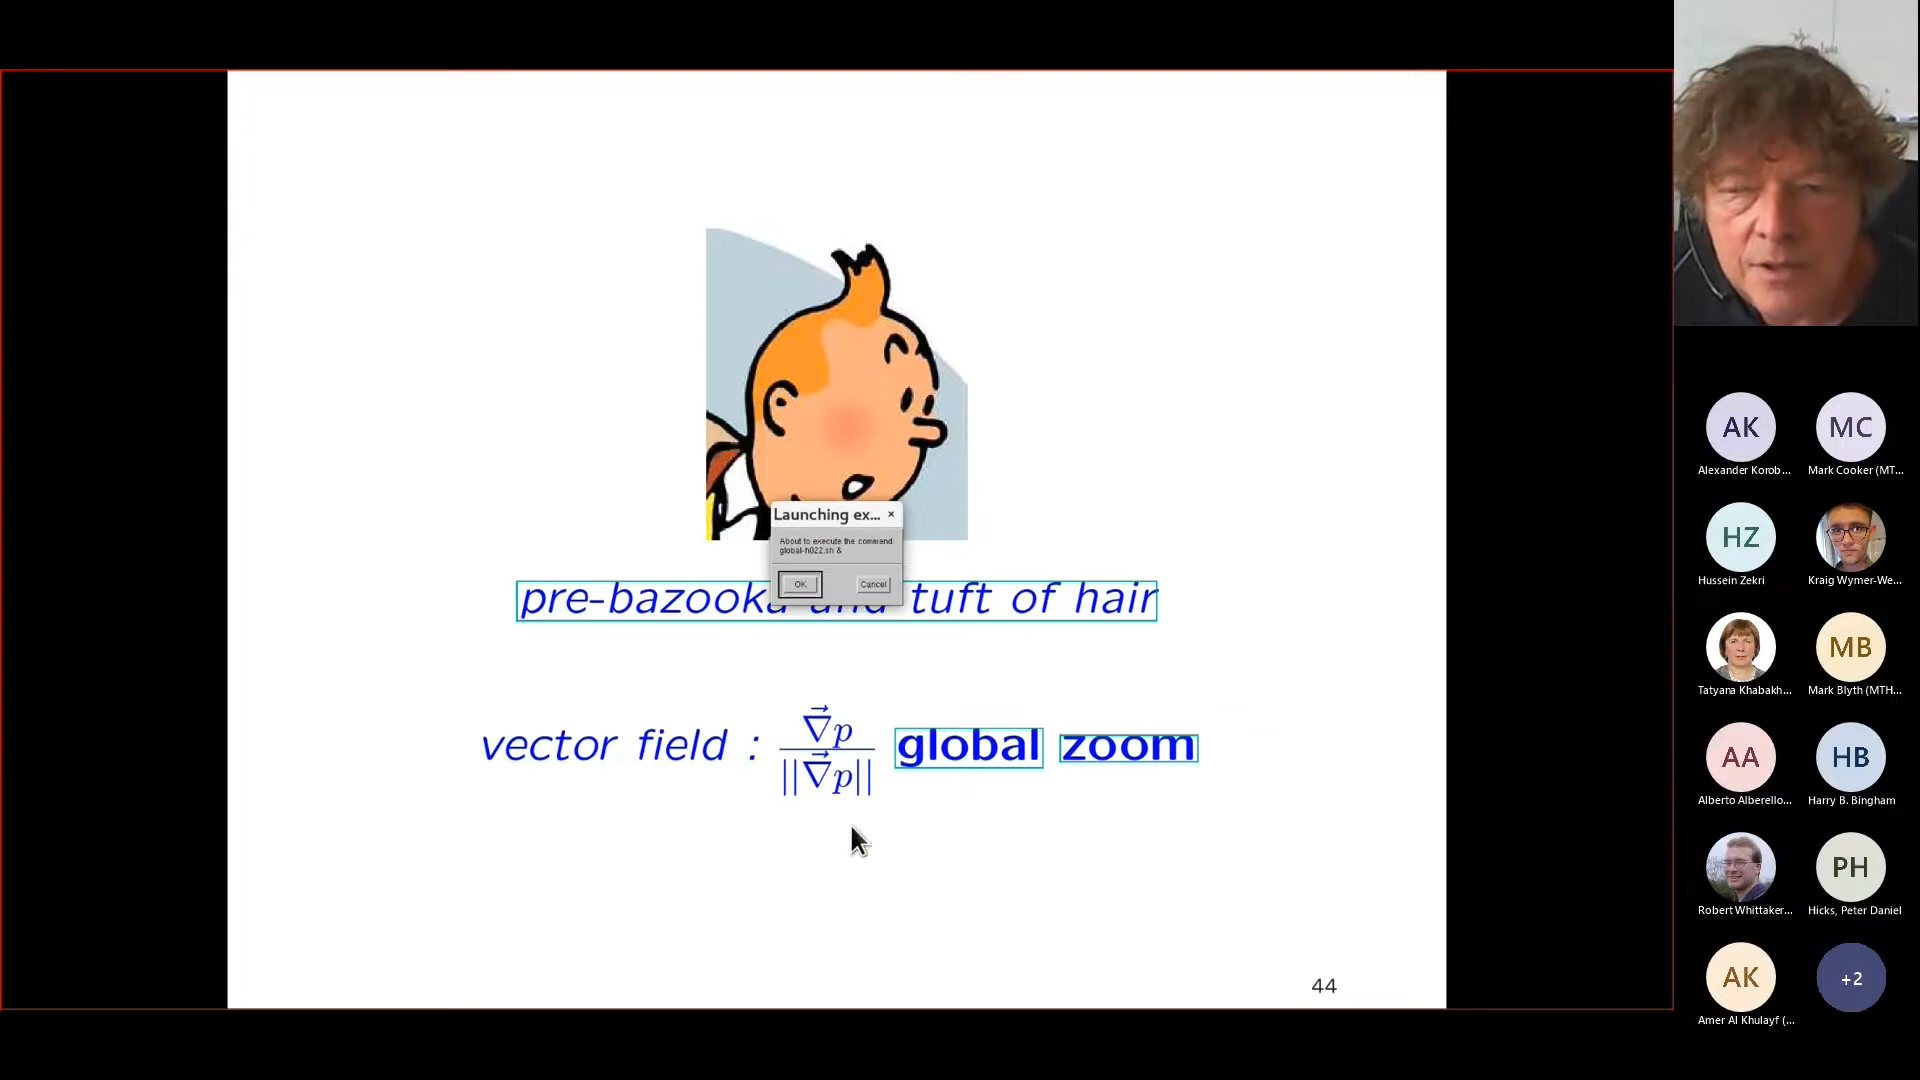 Launching ex... ×
About to execute the command:
global-h022.sh &
OK Cancel
pre-bazooka and tuft of hair
vector field : ∇⃗p / ||∇⃗p|| global zoom
44
AK MC
Alexander Korob... Mark Cooker (MT...
HZ
Hussein Zekri Kraig Wymer-We...
MB
Tatyana Khabakh... Mark Blyth (MTH...
AA HB
Alberto Alberello... Harry B. Bingham
PH
Robert Whittaker... Hicks, Peter Daniel
AK +2
Amer Al Khulayf (...